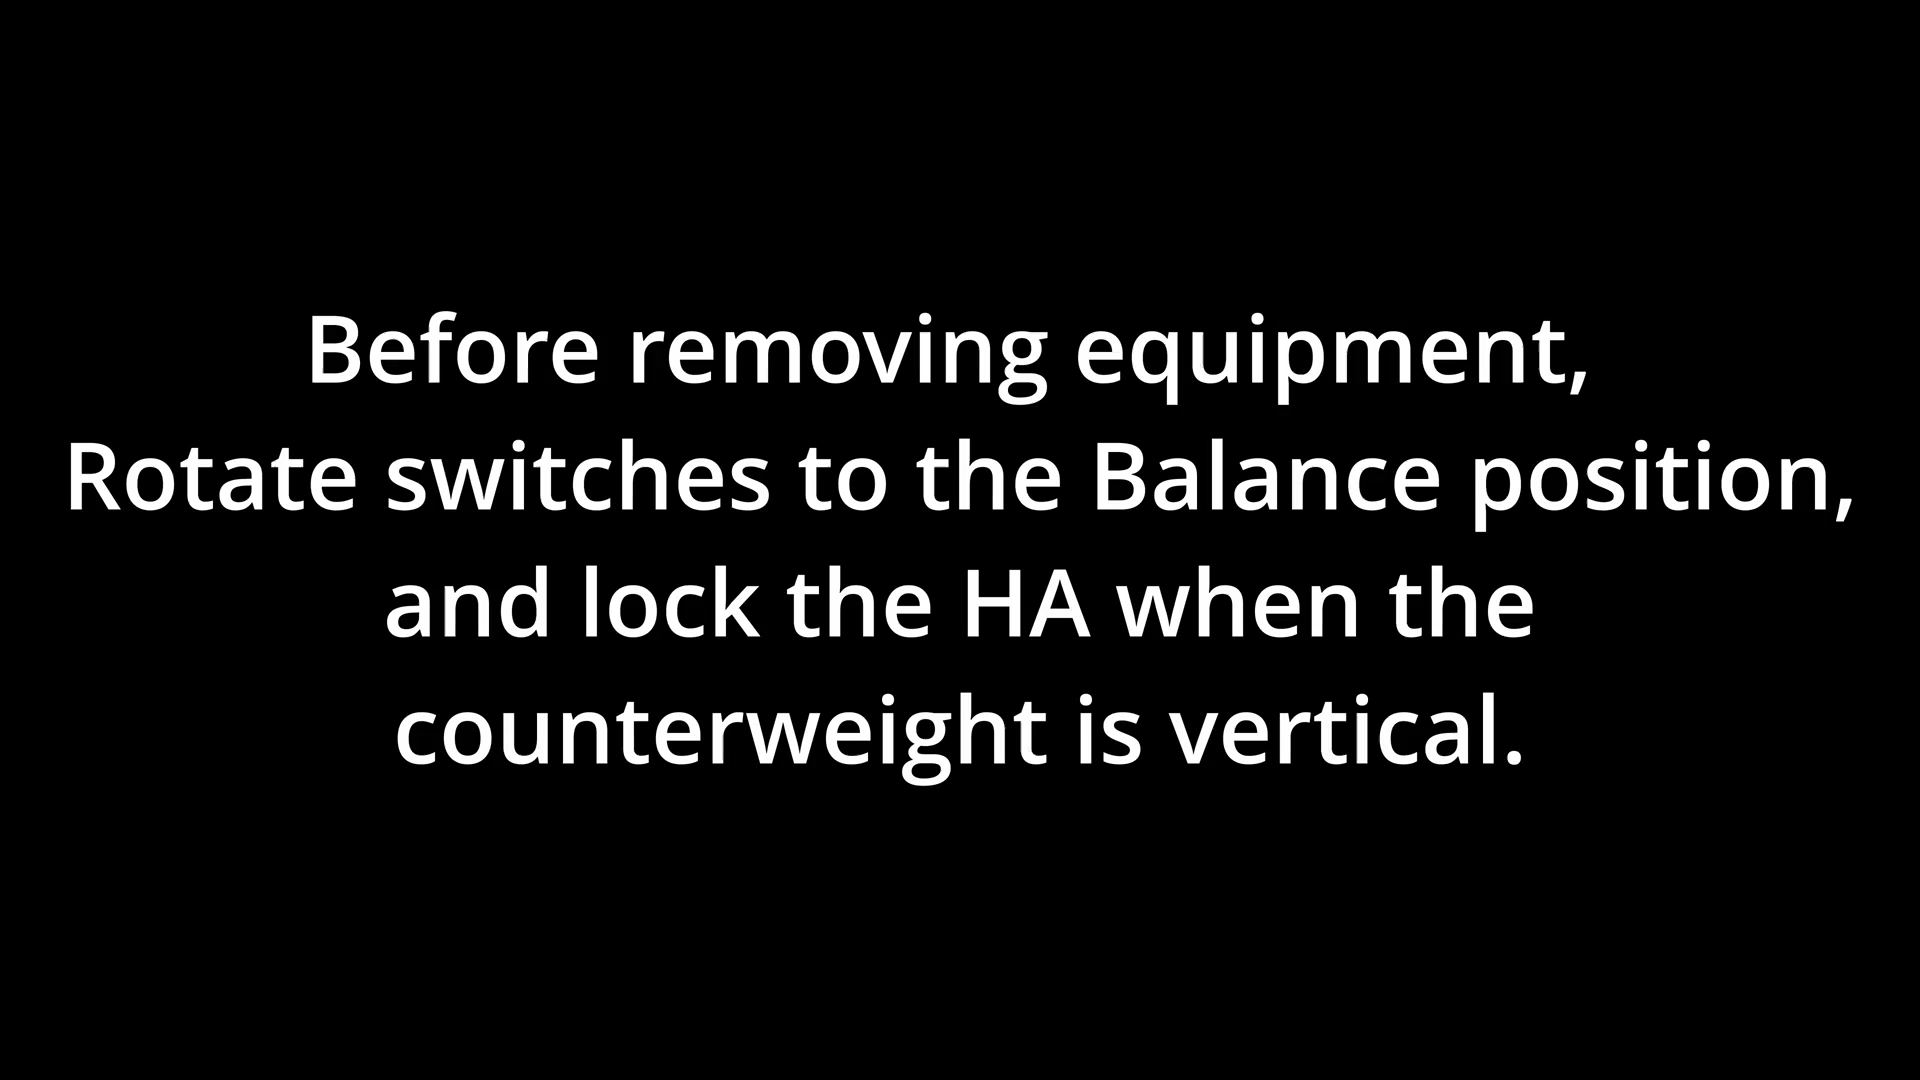 Before removing equipment,
Rotate switches to the Balance position,
and lock the HA when the
counterweight is vertical.